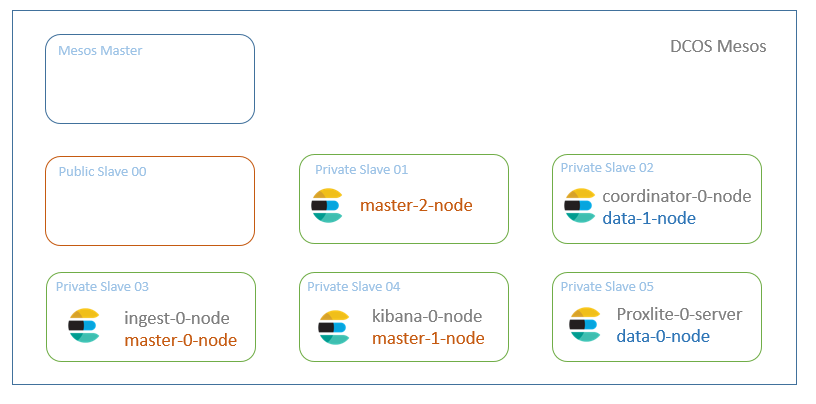 Mesos Master
DCOS Mesos
Public Slave 00
Private Slave 01
master-2-node
Private Slave 02
coordinator-0-node
data-1-node
Private Slave 03
ingest-0-node
master-0-node
Private Slave 04
kibana-0-node
master-1-node
Private Slave 05
Proxlite-0-server
data-0-node